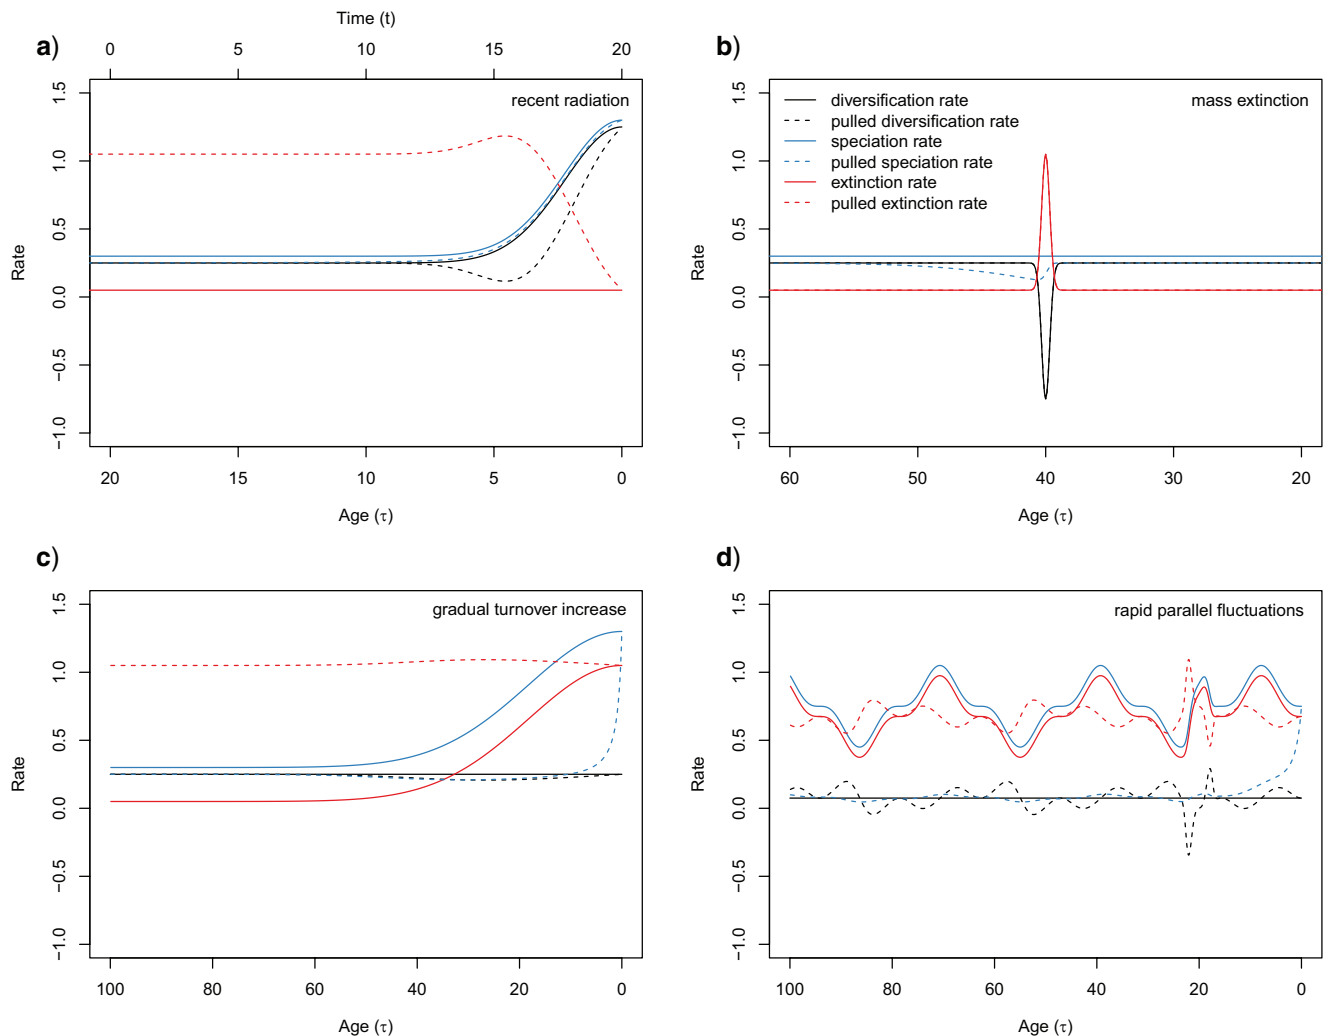 Time (t)
a)
0 5 10 15 20
recent radiation
1.5
1.0
0.5
0.0
−0.5
−1.0
Rate
20 15 10 5 0
Age (τ)
b)
diversification rate
pulled diversification rate
speciation rate
pulled speciation rate
extinction rate
pulled extinction rate
mass extinction
1.5
1.0
0.5
0.0
−0.5
−1.0
Rate
60 50 40 30 20
Age (τ)
c)
gradual turnover increase
1.5
1.0
0.5
0.0
−0.5
−1.0
Rate
100 80 60 40 20 0
Age (τ)
d)
rapid parallel fluctuations
1.5
1.0
0.5
0.0
−0.5
−1.0
Rate
100 80 60 40 20 0
Age (τ)